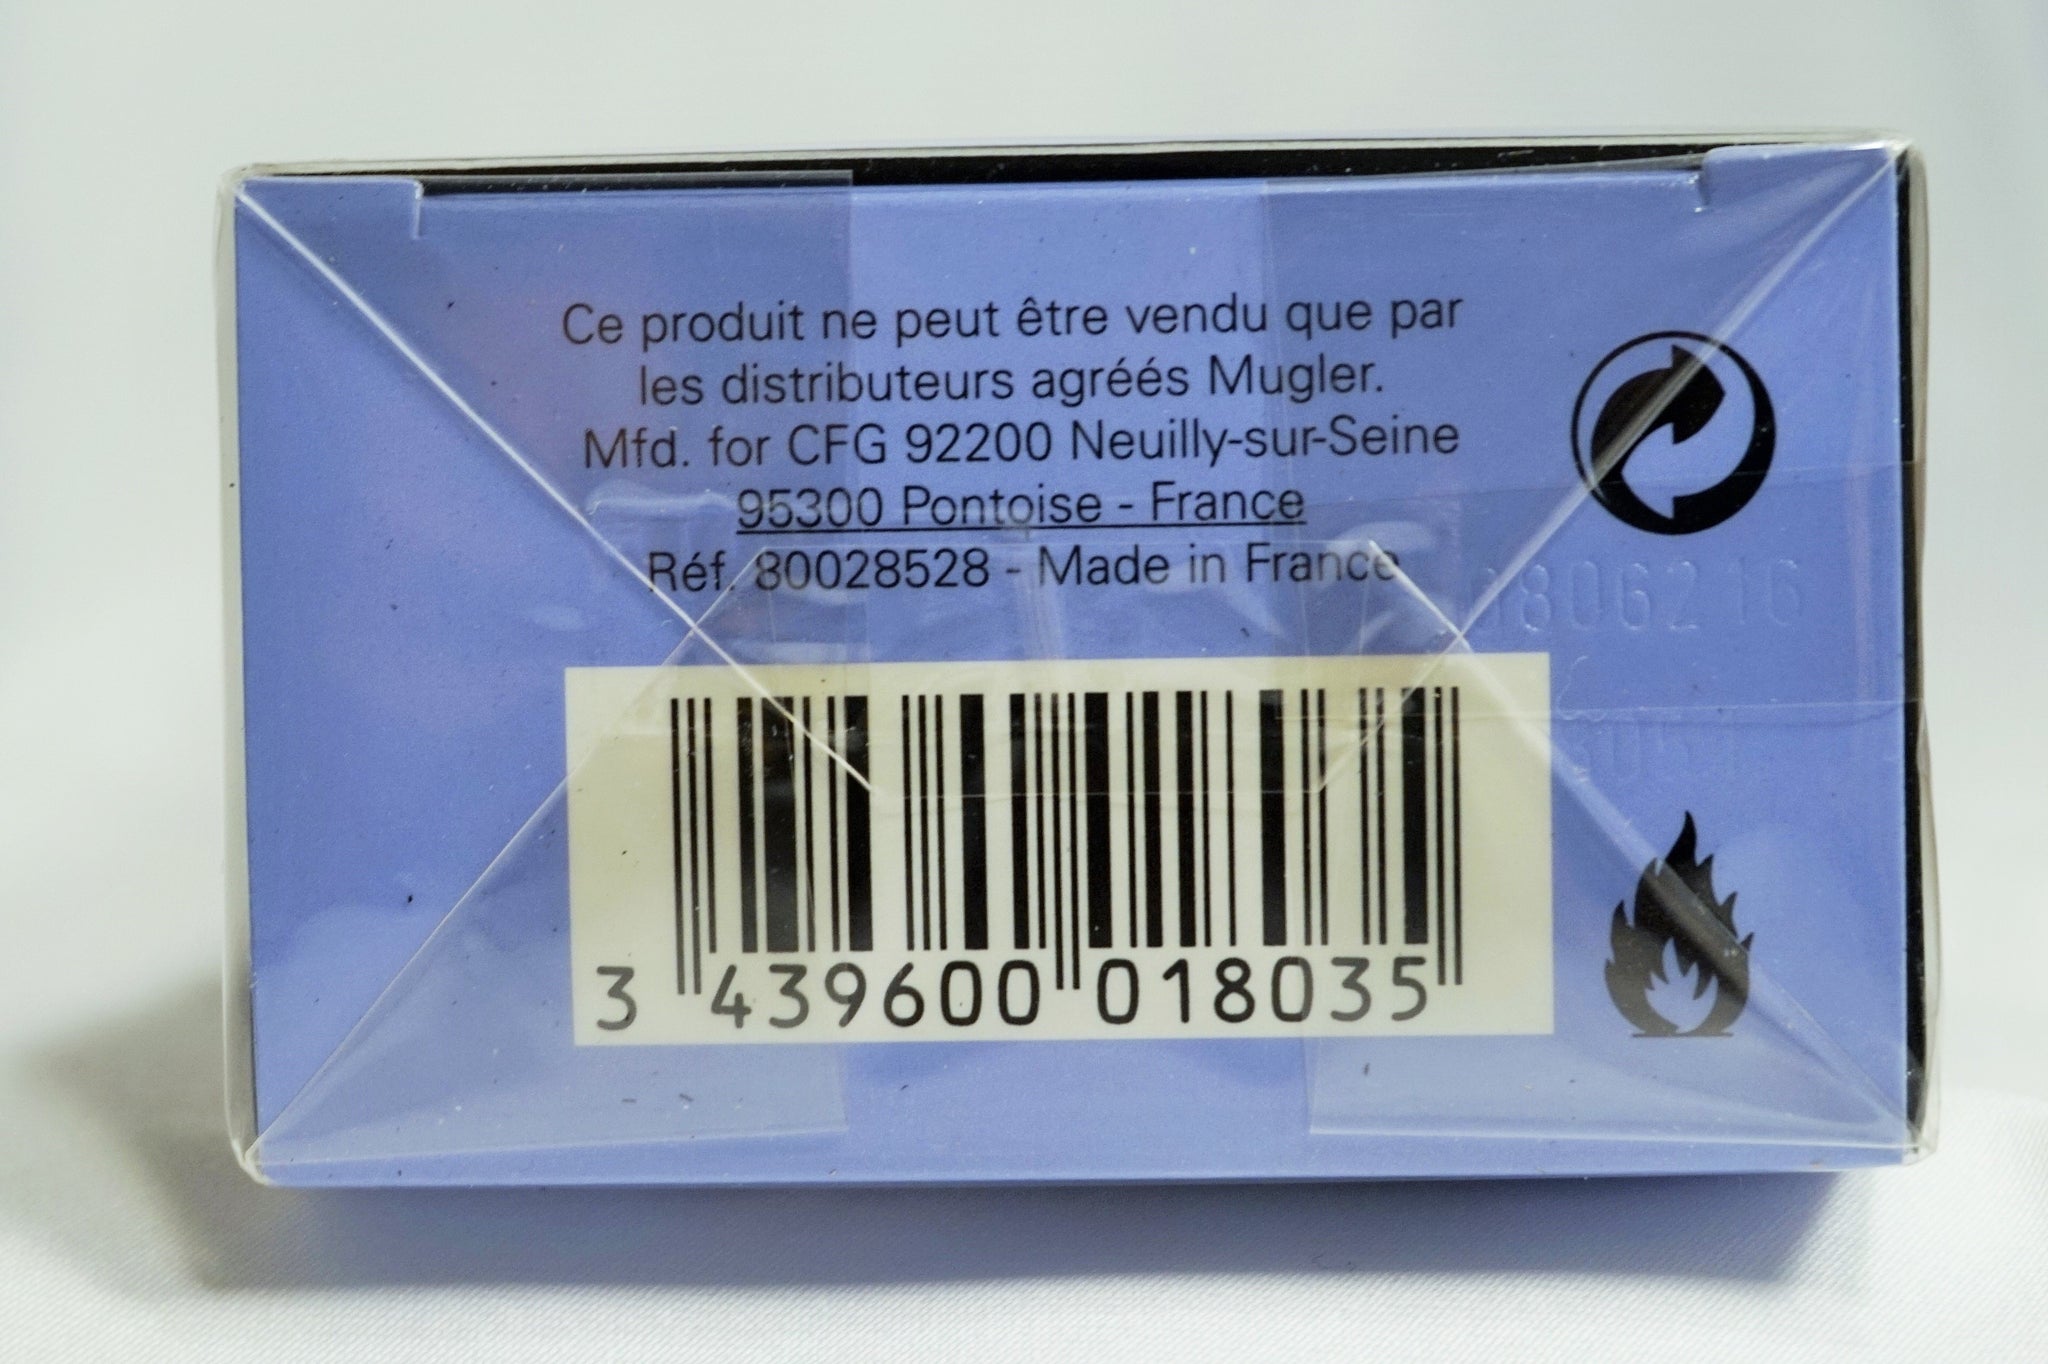 Ce produit ne peut être vendu que par
les distributeurs agréés Mugler.
Mfd. for CFG 92200 Neuilly-sur-Seine
95300 Pontoise - France
Réf. 80028528 - Made in France
3 439600 018035